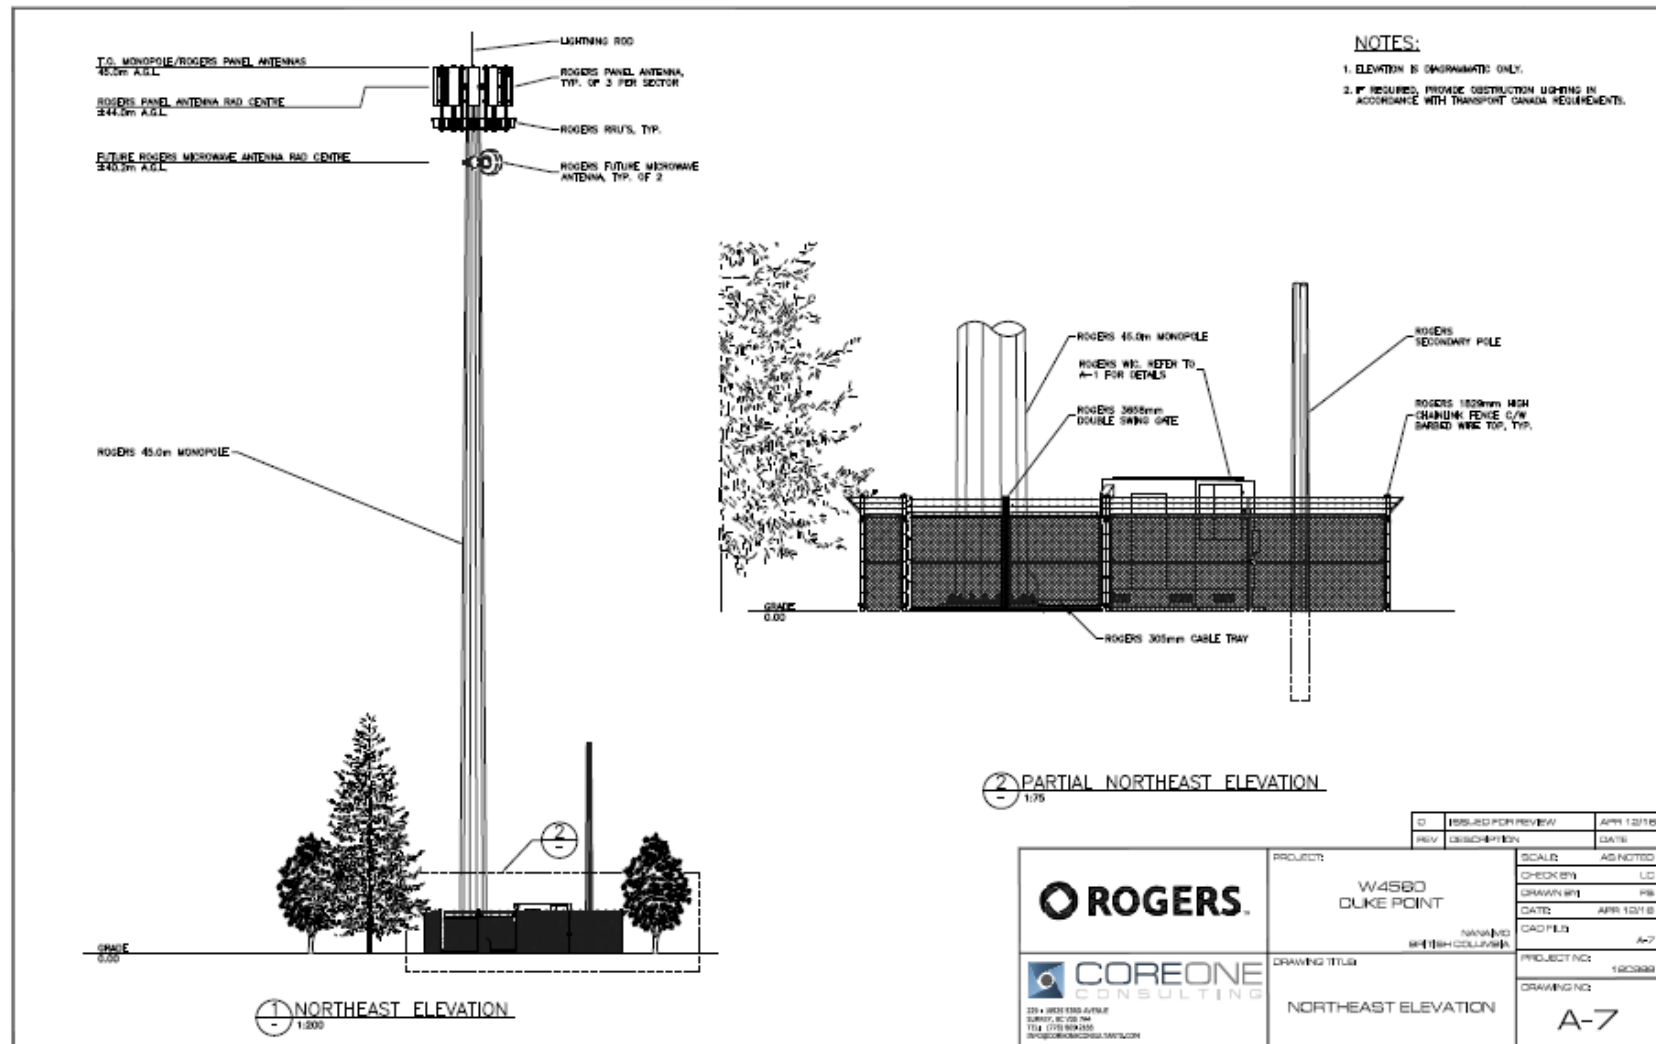 LIGHTNING ROD
T.O. MONOPOLE/ROGERS PANEL ANTENNAS
45.0m A.G.L.
ROGERS PANEL ANTENNA RAD CENTRE
±44.0m A.G.L.
FUTURE ROGERS MICROWAVE ANTENNA RAD CENTRE
±40.2m A.G.L.
ROGERS PANEL ANTENNA,
TYP. OF 3 PER SECTOR
ROGERS RRU'S, TYP.
ROGERS FUTURE MICROWAVE
ANTENNA, TYP. OF 2
ROGERS 45.0m MONOPOLE
2
-
GRADE
0.00
1
-
NORTHEAST ELEVATION
1:200
NOTES:
1. ELEVATION IS DIAGRAMMATIC ONLY.
2. IF REQUIRED, PROVIDE OBSTRUCTION LIGHTING IN
ACCORDANCE WITH TRANSPORT CANADA REQUIREMENTS.
ROGERS 45.0m MONOPOLE
ROGERS WIC. REFER TO
A-1 FOR DETAILS
ROGERS 3658mm
DOUBLE SWING GATE
ROGERS
SECONDARY POLE
ROGERS 1829mm HIGH
CHAINLINK FENCE C/W
BARBED WIRE TOP, TYP.
GRADE
0.00
ROGERS 305mm CABLE TRAY
2
-
PARTIAL NORTHEAST ELEVATION
1:75
ISSUED FOR REVIEW
REV DESCRIPTION DATE
ROGERS
COREONE
CONSULTING
PROJECT:
W4560
DUKE POINT
NANAIMO
BRITISH COLUMBIA
DRAWING TITLE:
NORTHEAST ELEVATION
SCALE: AS NOTED
CHECK BY: LC
DRAWN BY:
DATE:
CAD FILE:
A-7
PROJECT NO:
DRAWING NO:
A-7